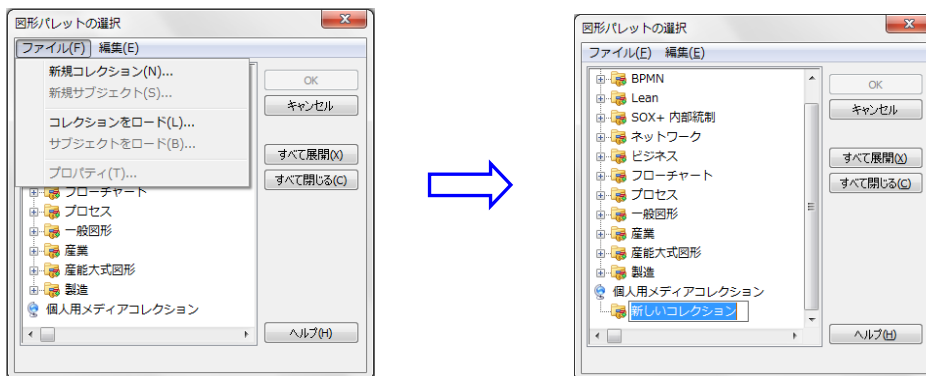 図形パレットの選択
ファイル(F) 編集(E)
新規コレクション(N)...
新規サブジェクト(S)...
コレクションをロード(L)...
サブジェクトをロード(B)...
プロパティ(T)...
フローチャート
プロセス
一般図形
産業
産能大式図形
製造
個人用メディアコレクション
OK
キャンセル
すべて展開(X)
すべて閉じる(C)
ヘルプ(H)
図形パレットの選択
ファイル(F) 編集(E)
BPMN
Lean
SOX+ 内部統制
ネットワーク
ビジネス
フローチャート
プロセス
一般図形
産業
産能大式図形
製造
個人用メディアコレクション
新しいコレクション
OK
キャンセル
すべて展開(X)
すべて閉じる(C)
ヘルプ(H)